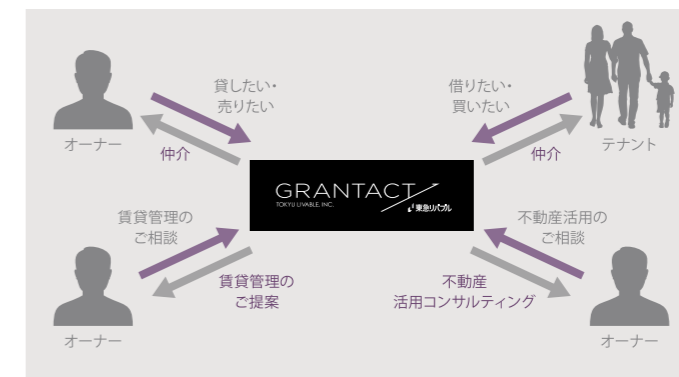 貸したい・
売りたい
借りたい・
買いたい
オーナー
仲介
仲介
テナント
GRANTACT
TOKYU LIVABLE, INC.
東急リバブル
賃貸管理の
ご相談
不動産活用の
ご相談
賃貸管理の
ご提案
不動産
活用コンサルティング
オーナー
オーナー